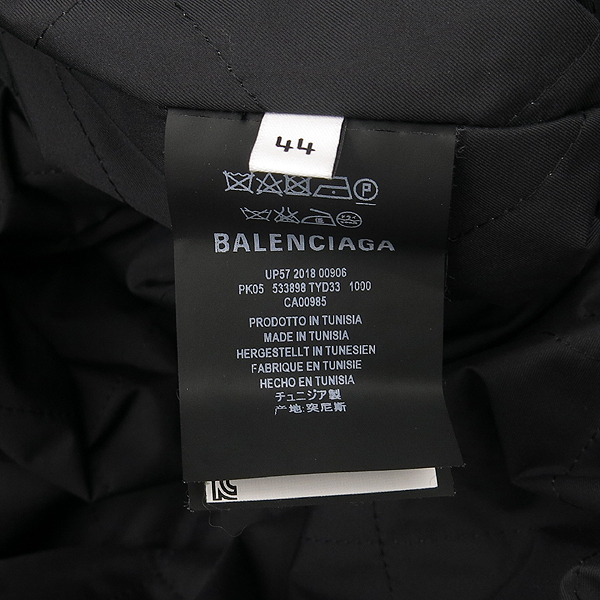 44
P
BALENCIAGA
UP57 2018 00906
PK05 533898 TYD33 1000
CA00985
PRODOTTO IN TUNISIA
MADE IN TUNISIA
HERGESTELLT IN TUNESIEN
FABRIQUE EN TUNISIE
HECHO EN TUNISIA
チュニジア製
产地:突尼斯